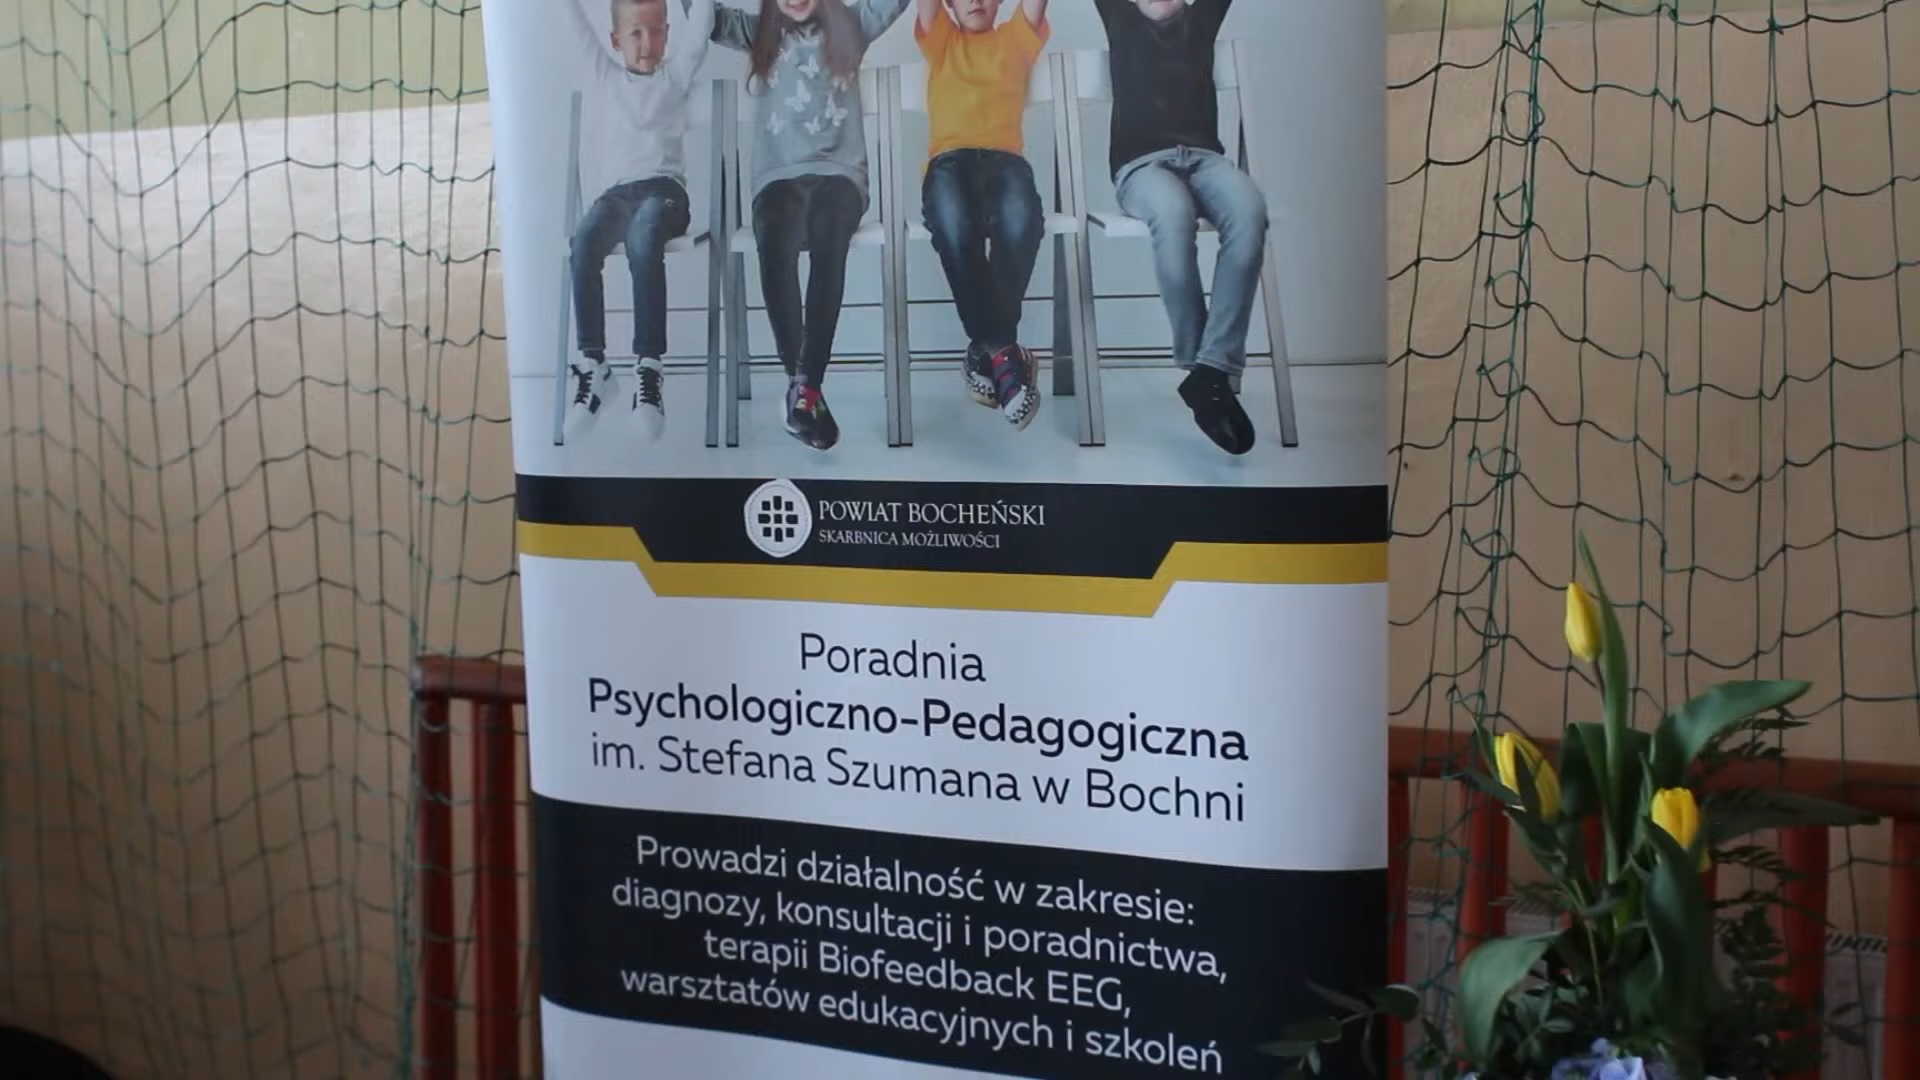 POWIAT BOCHEŃSKI
SKARBNICA MOŻLIWOŚCI
Poradnia
Psychologiczno-Pedagogiczna
im. Stefana Szumana w Bochni
Prowadzi działalność w zakresie:
diagnozy, konsultacji i poradnictwa,
terapii Biofeedback EEG,
warsztatów edukacyjnych i szkoleń